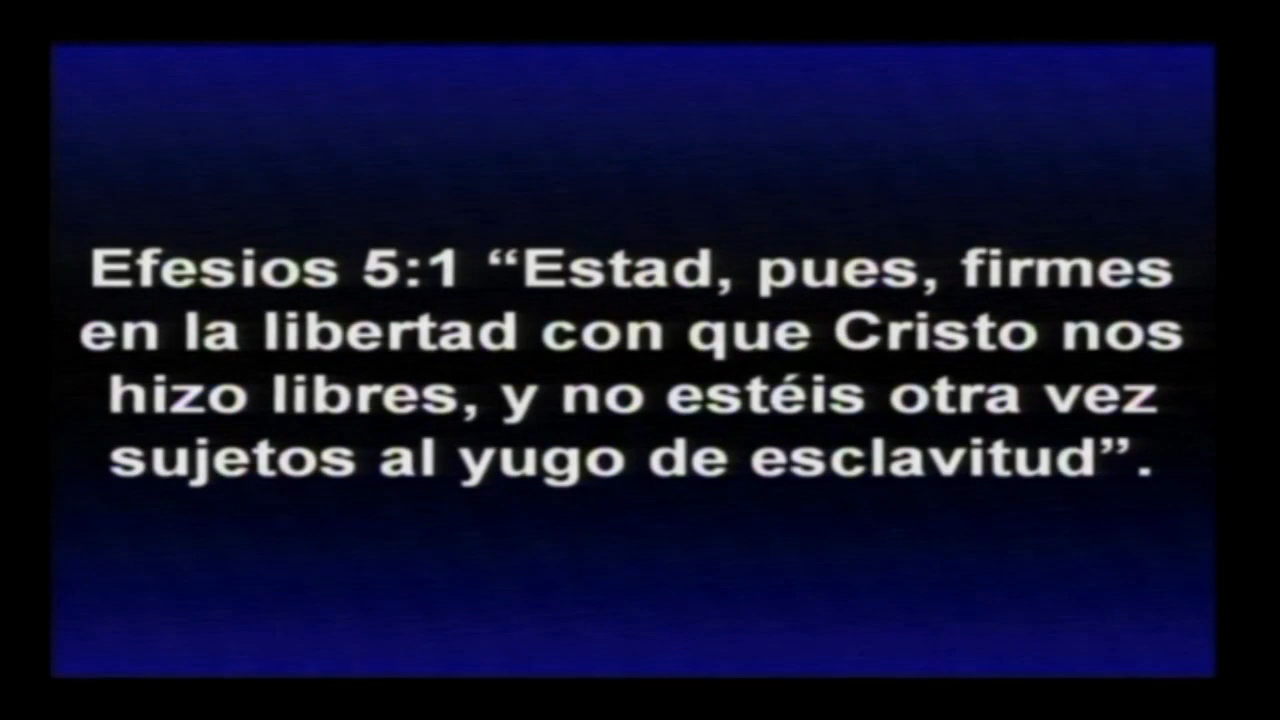 Efesios 5:1 “Estad, pues, firmes
en la libertad con que Cristo nos
hizo libres, y no estéis otra vez
sujetos al yugo de esclavitud”.